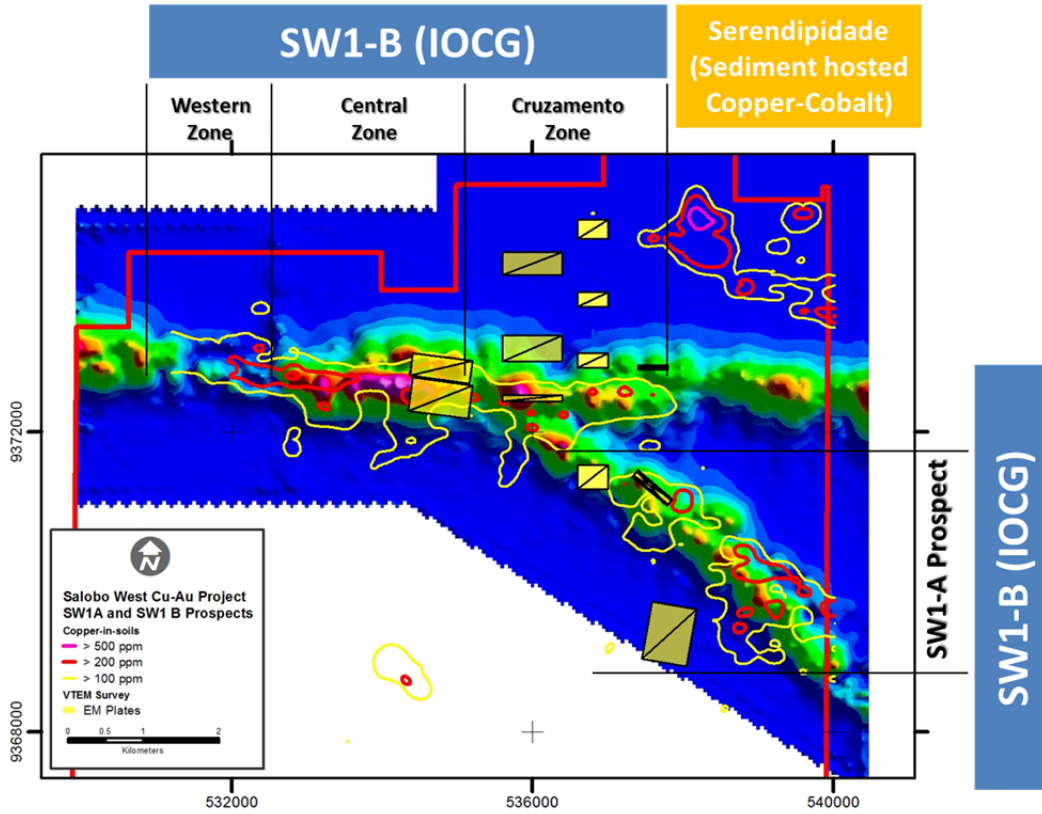 SW1-B (IOCG)
Serendipidade
(Sediment hosted
Copper-Cobalt)
Western
Zone
Central
Zone
Cruzamento
Zone
9372000
9368000
SW1-A Prospect
SW1-B (IOCG)
N
Salobo West Cu-Au Project
SW1A and SW1 B Prospects
Copper-in-soils
> 500 ppm
> 200 ppm
> 100 ppm
VTEM Survey
EM Plates
0 0.5 1 2
Kilometers
532000 536000 540000